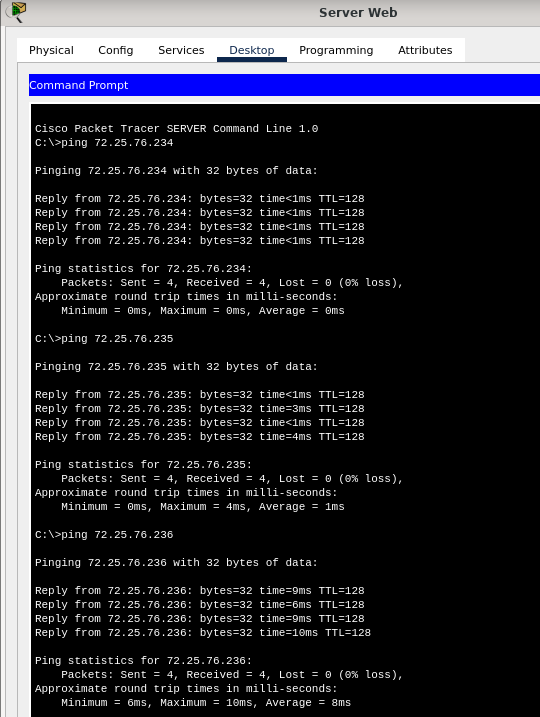 Server Web
Physical Config Services Desktop Programming Attributes
Command Prompt
Cisco Packet Tracer SERVER Command Line 1.0
C:\>ping 72.25.76.234
Pinging 72.25.76.234 with 32 bytes of data:
Reply from 72.25.76.234: bytes=32 time<1ms TTL=128
Reply from 72.25.76.234: bytes=32 time<1ms TTL=128
Reply from 72.25.76.234: bytes=32 time<1ms TTL=128
Reply from 72.25.76.234: bytes=32 time<1ms TTL=128
Ping statistics for 72.25.76.234:
Packets: Sent = 4, Received = 4, Lost = 0 (0% loss),
Approximate round trip times in milli-seconds:
Minimum = 0ms, Maximum = 0ms, Average = 0ms
C:\>ping 72.25.76.235
Pinging 72.25.76.235 with 32 bytes of data:
Reply from 72.25.76.235: bytes=32 time<1ms TTL=128
Reply from 72.25.76.235: bytes=32 time=3ms TTL=128
Reply from 72.25.76.235: bytes=32 time<1ms TTL=128
Reply from 72.25.76.235: bytes=32 time=4ms TTL=128
Ping statistics for 72.25.76.235:
Packets: Sent = 4, Received = 4, Lost = 0 (0% loss),
Approximate round trip times in milli-seconds:
Minimum = 0ms, Maximum = 4ms, Average = 1ms
C:\>ping 72.25.76.236
Pinging 72.25.76.236 with 32 bytes of data:
Reply from 72.25.76.236: bytes=32 time=9ms TTL=128
Reply from 72.25.76.236: bytes=32 time=6ms TTL=128
Reply from 72.25.76.236: bytes=32 time=9ms TTL=128
Reply from 72.25.76.236: bytes=32 time=10ms TTL=128
Ping statistics for 72.25.76.236:
Packets: Sent = 4, Received = 4, Lost = 0 (0% loss),
Approximate round trip times in milli-seconds:
Minimum = 6ms, Maximum = 10ms, Average = 8ms